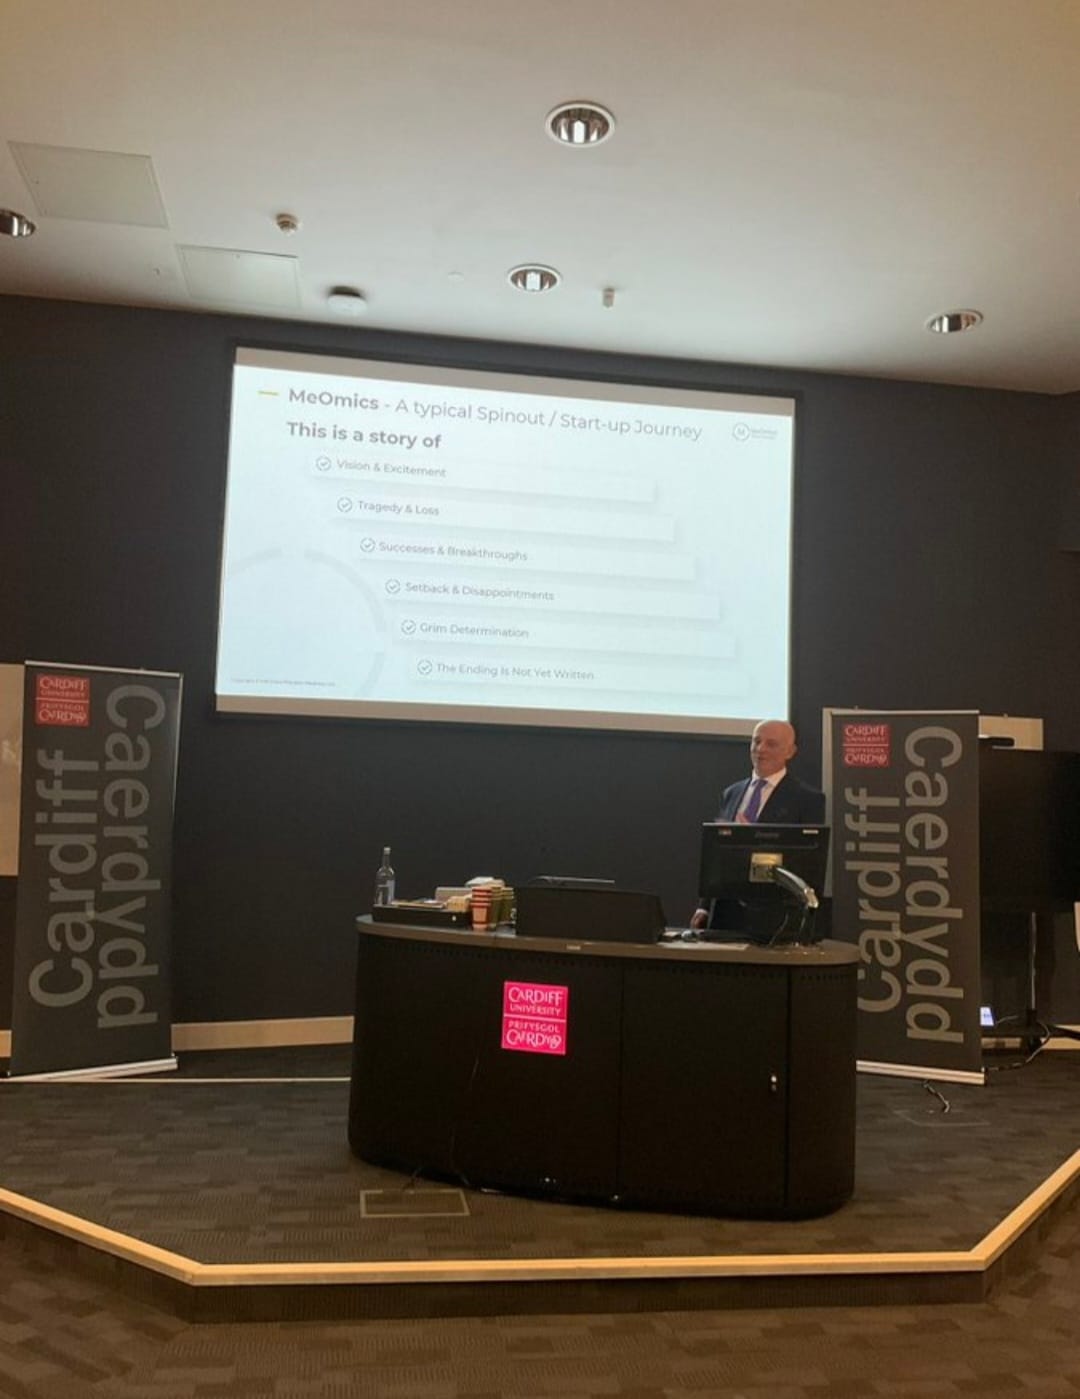 MeOmics - A typical Spinout / Start-up Journey
This is a story of
Vision & Excitement
Tragedy & Loss
Successes & Breakthroughs
Setback & Disappointments
Grim Determination
The Ending Is Not Yet Written
CARDIFF
UNIVERSITY
PRIFYSGOL
CAERDYDD
Cardiff
Caerdydd
CARDIFF
UNIVERSITY
PRIFYSGOL
CAERDYDD
Cardiff
Caerdydd
CARDIFF
UNIVERSITY
PRIFYSGOL
CAERDYDD